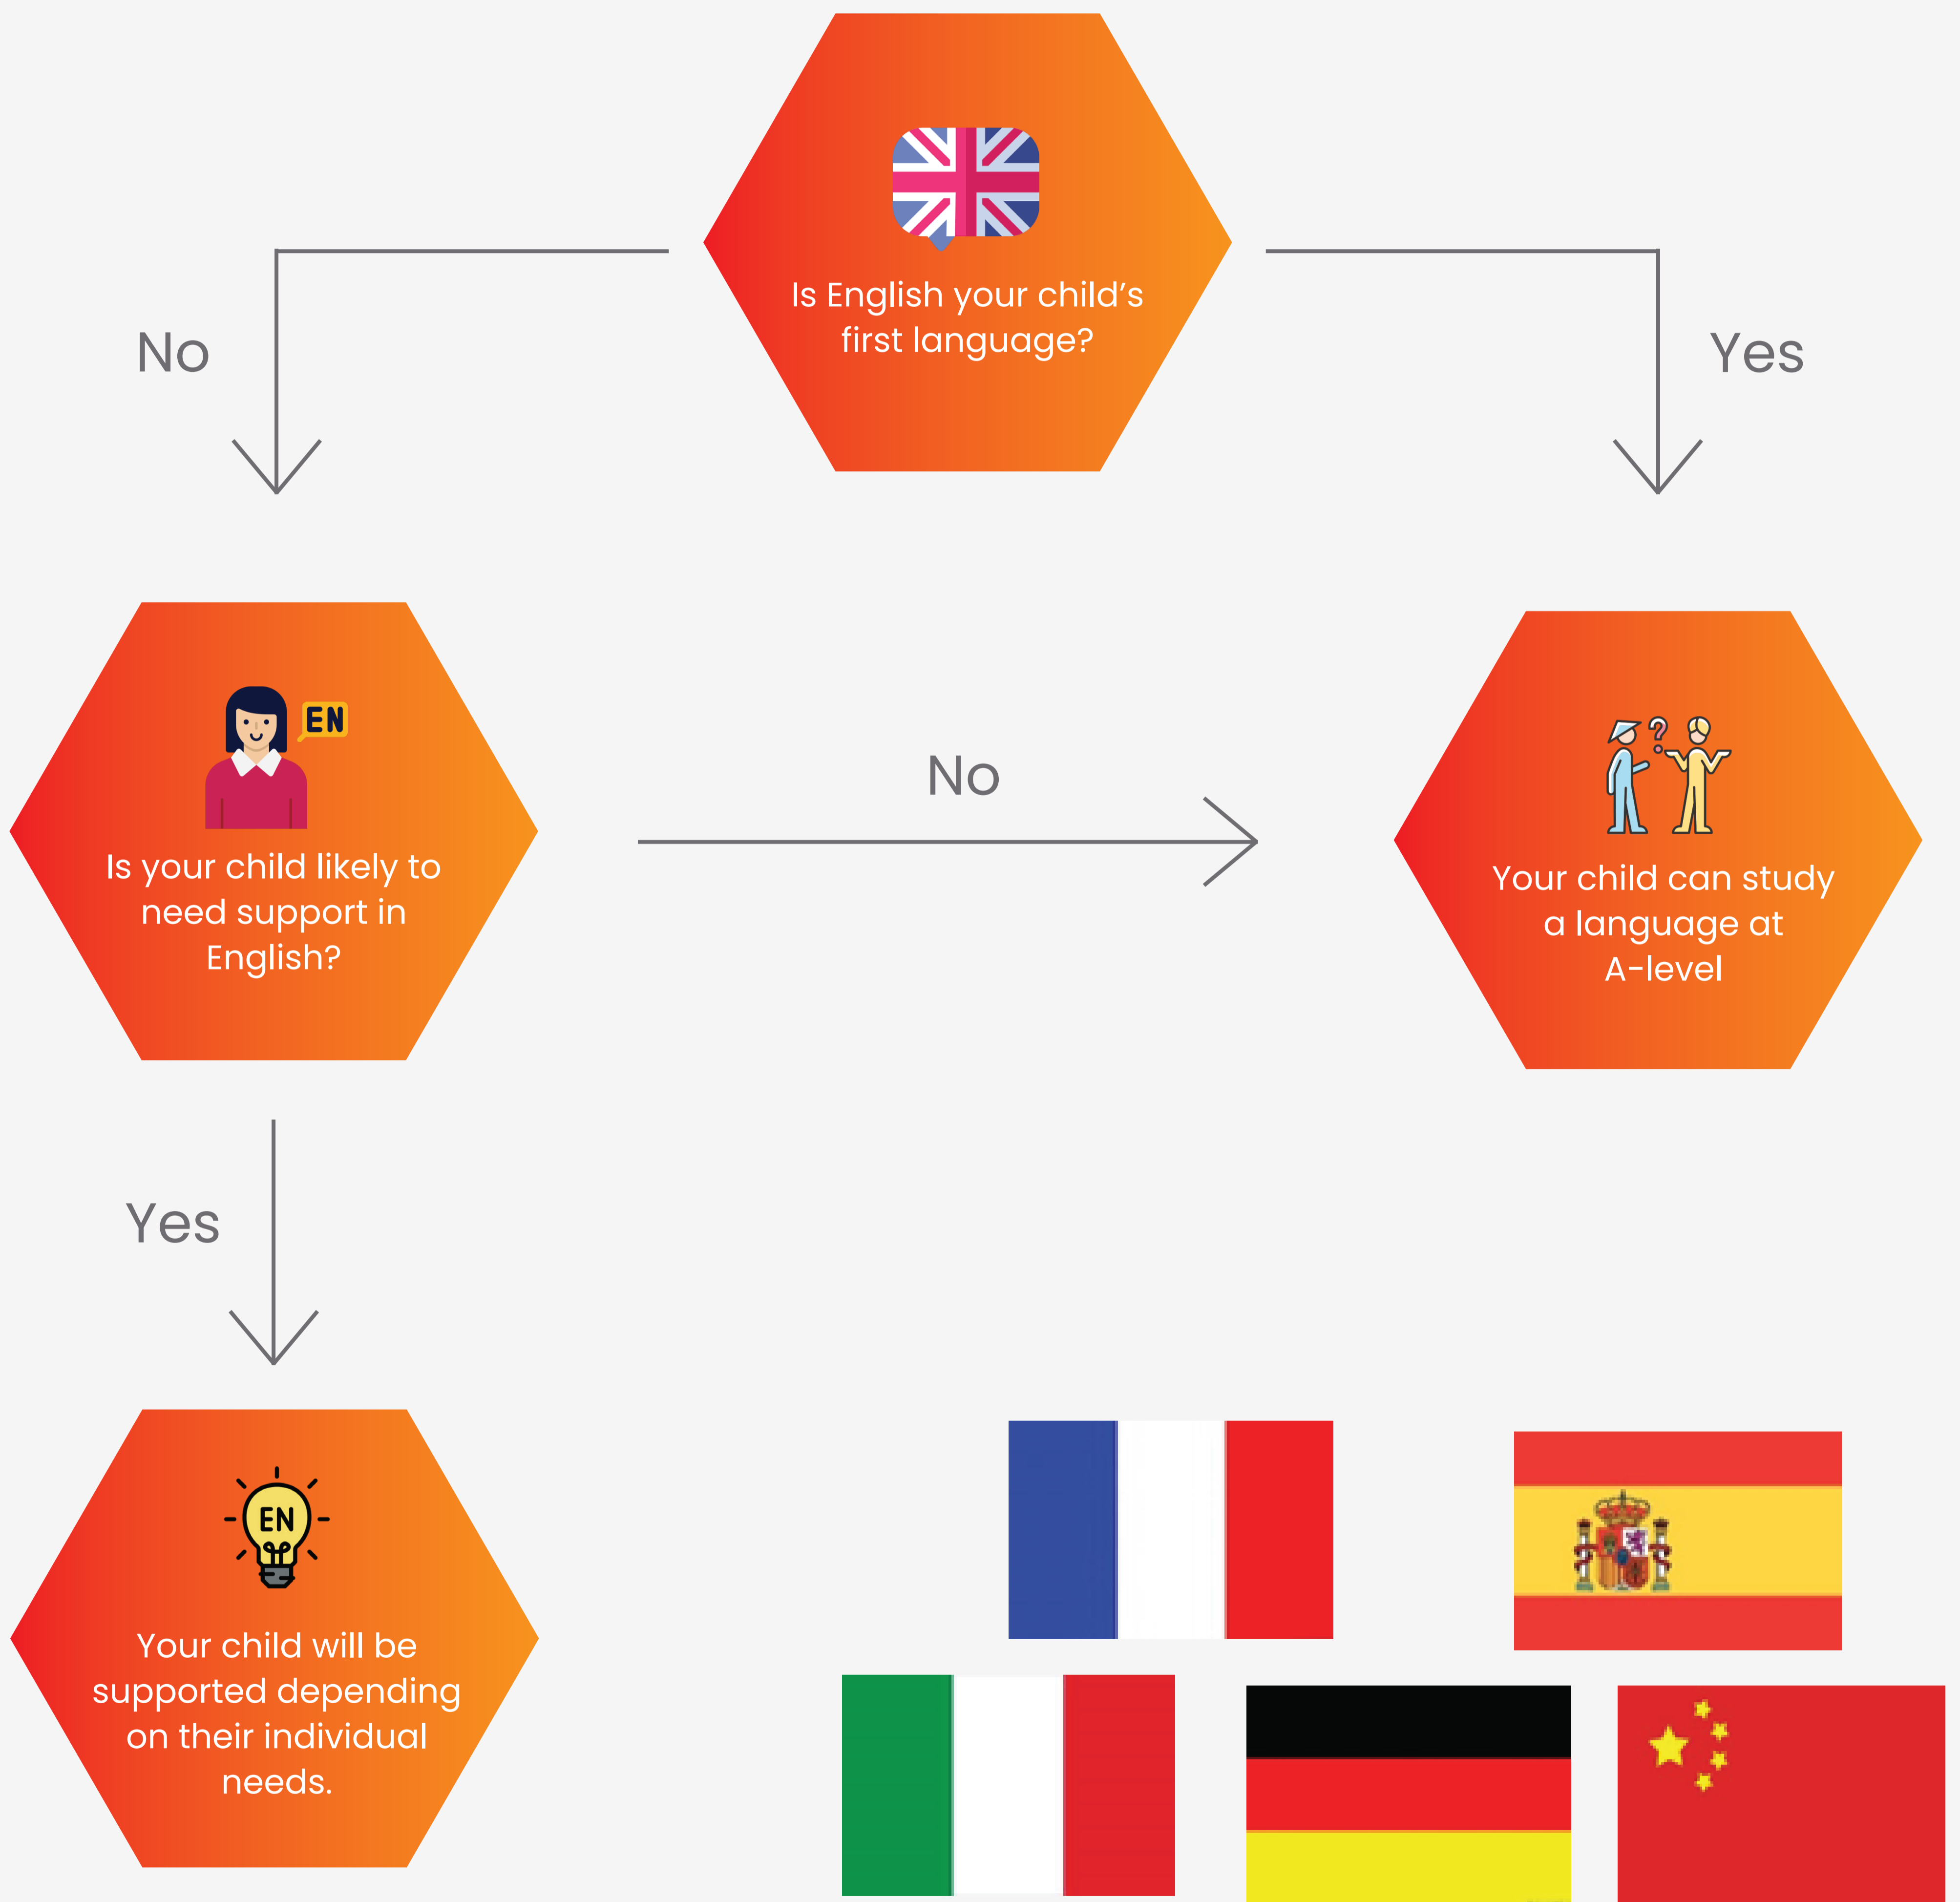 Is English your child's
first language?
No
Yes
EN
Is your child likely to
need support in
English?
No
?
Your child can study
a language at
A-level
Yes
EN
Your child will be
supported depending
on their individual
needs.